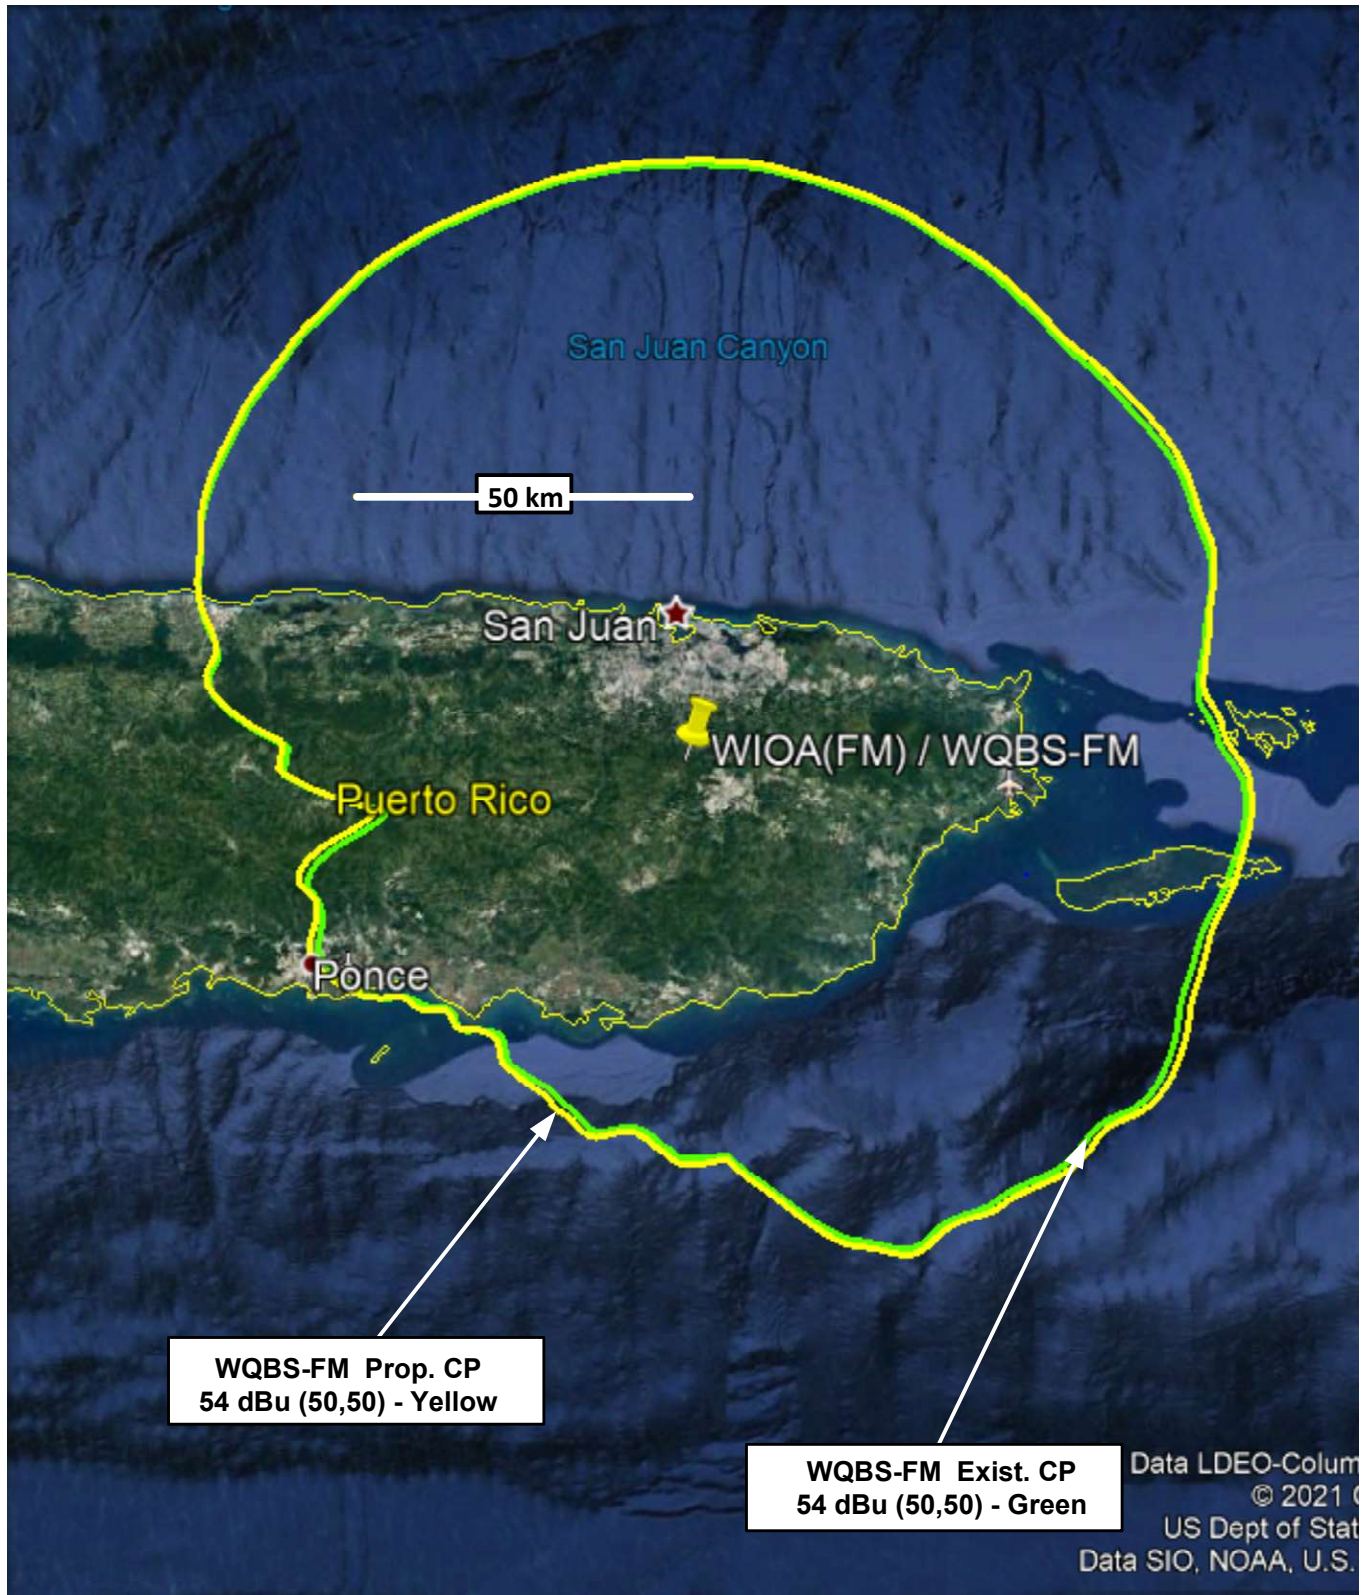 San Juan Canyon
50 km
San Juan
WIOA(FM) / WQBS-FM
Puerto Rico
Ponce
WQBS-FM Prop. CP
54 dBu (50,50) - Yellow
WQBS-FM Exist. CP
54 dBu (50,50) - Green
Data LDEO-Colum
© 2021
US Dept of Stat
Data SIO, NOAA, U.S.